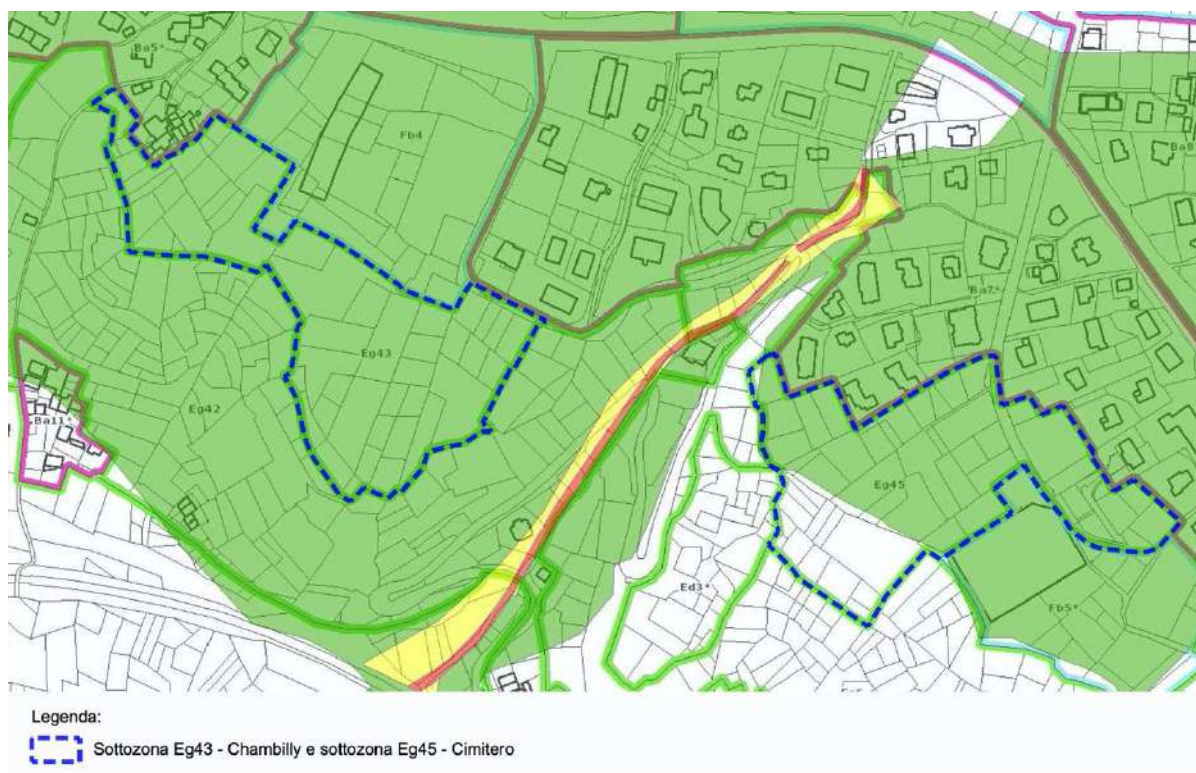 Ba5*
Fb4
Ba8
Ba7*
Eg43
Eg42
Ba11*
Eg45
Ed3*
Fb5*
Legenda:
Sottozona Eg43 - Chambilly e sottozona Eg45 - Cimitero